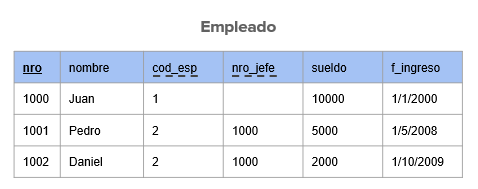 Empleado
nro nombre cod_esp nro_jefe sueldo f_ingreso
1000 Juan 1 10000 1/1/2000
1001 Pedro 2 1000 5000 1/5/2008
1002 Daniel 2 1000 2000 1/10/2009